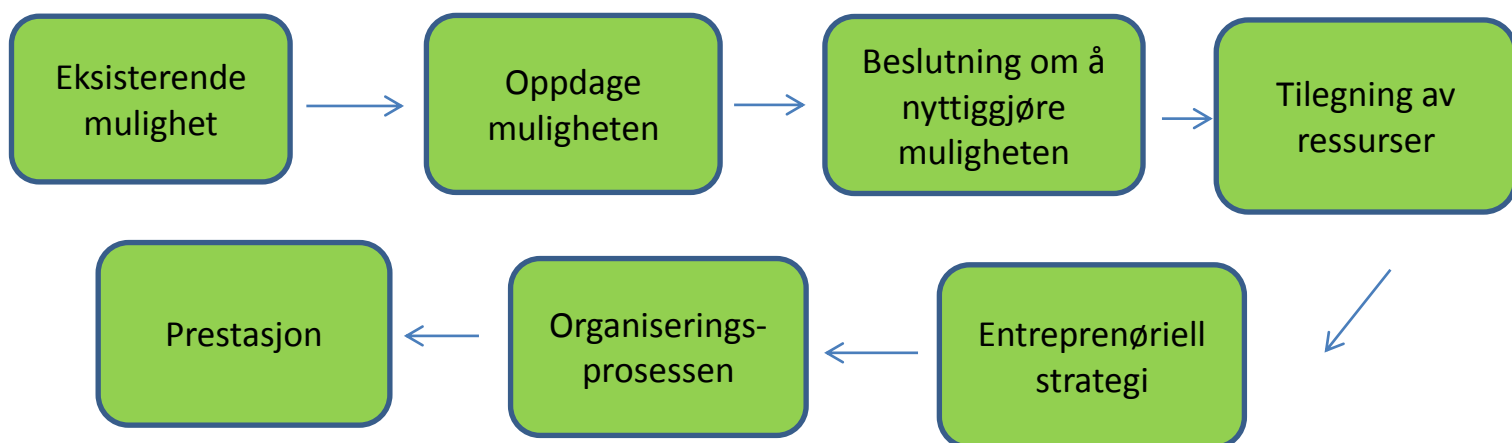 Eksisterende
mulighet
Oppdage
muligheten
Beslutning om å
nyttiggjøre
muligheten
Tilegning av
ressurser
Entreprenøriell
strategi
Organiserings-
prosessen
Prestasjon